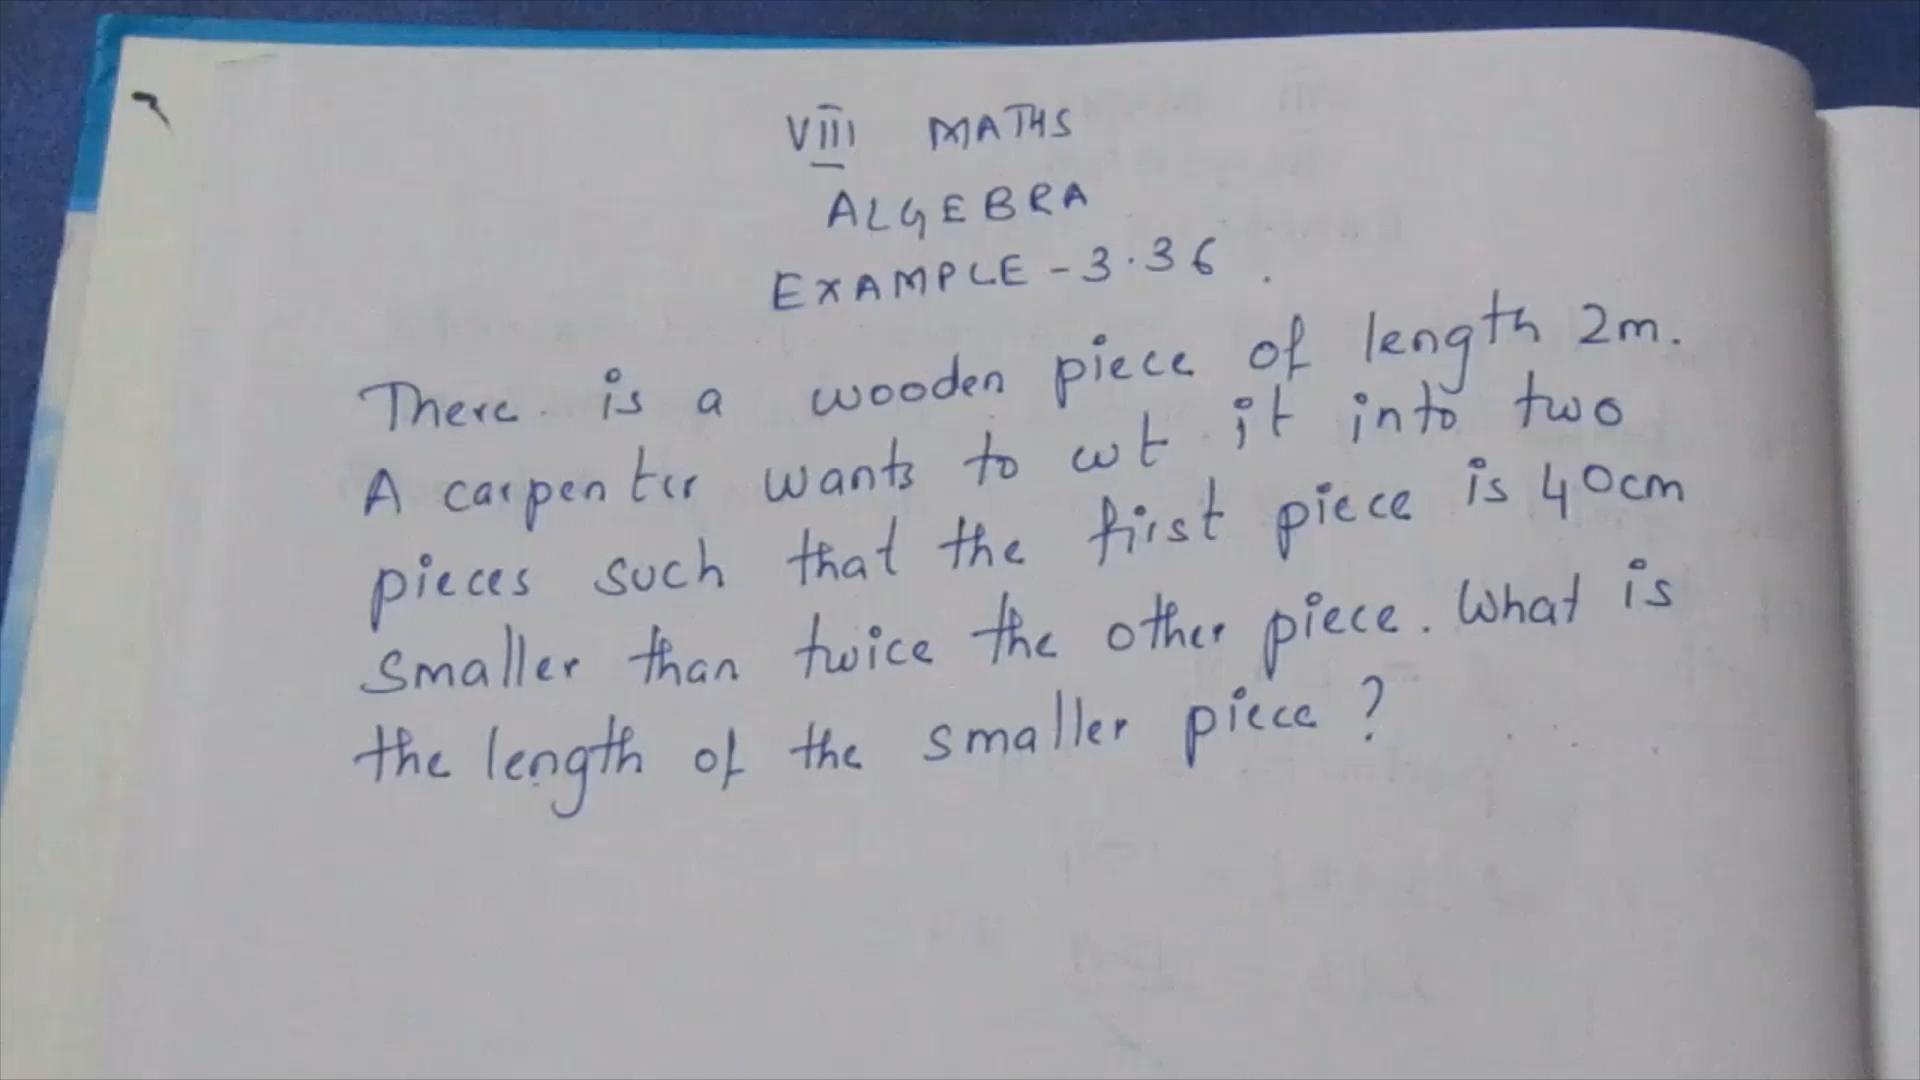 VIII MATHS
ALGEBRA
EXAMPLE - 3.36.
There is a wooden piece of length 2m.
A carpenter wants to cut it into two
pieces such that the first piece is 40cm
smaller than twice the other piece. What is
the length of the smaller piece?